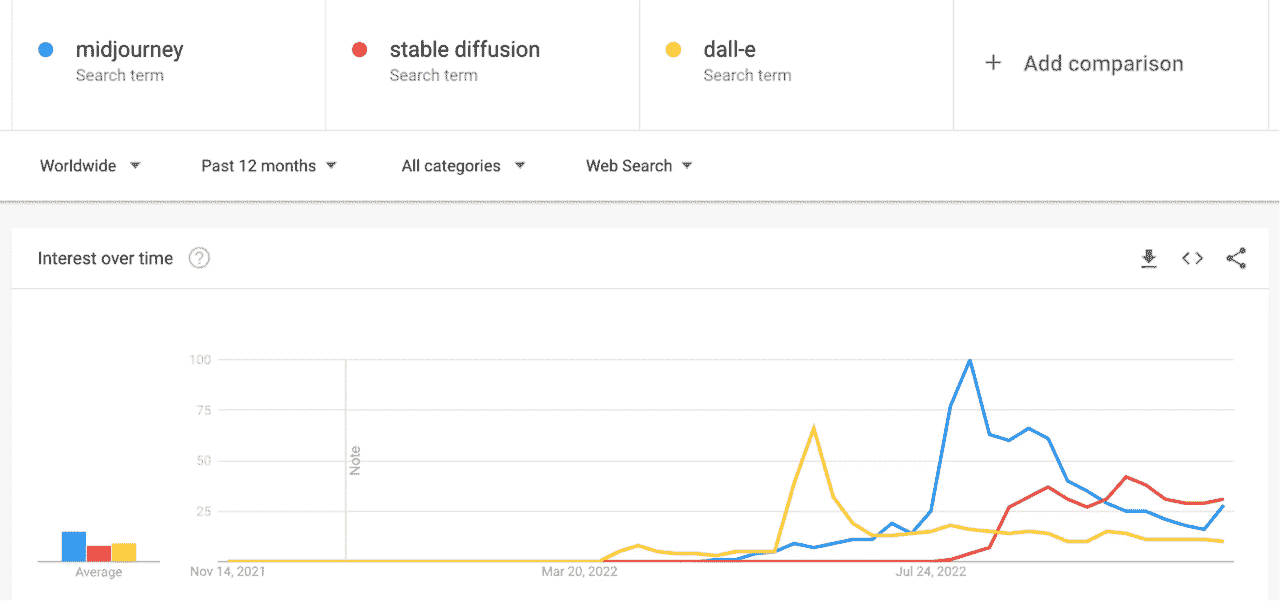 midjourney
Search term
stable diffusion
Search term
dall-e
Search term
+ Add comparison
Worldwide
Past 12 months
All categories
Web Search
Interest over time ?
100
75
50
25
Note
Average
Nov 14, 2021
Mar 20, 2022
Jul 24, 2022